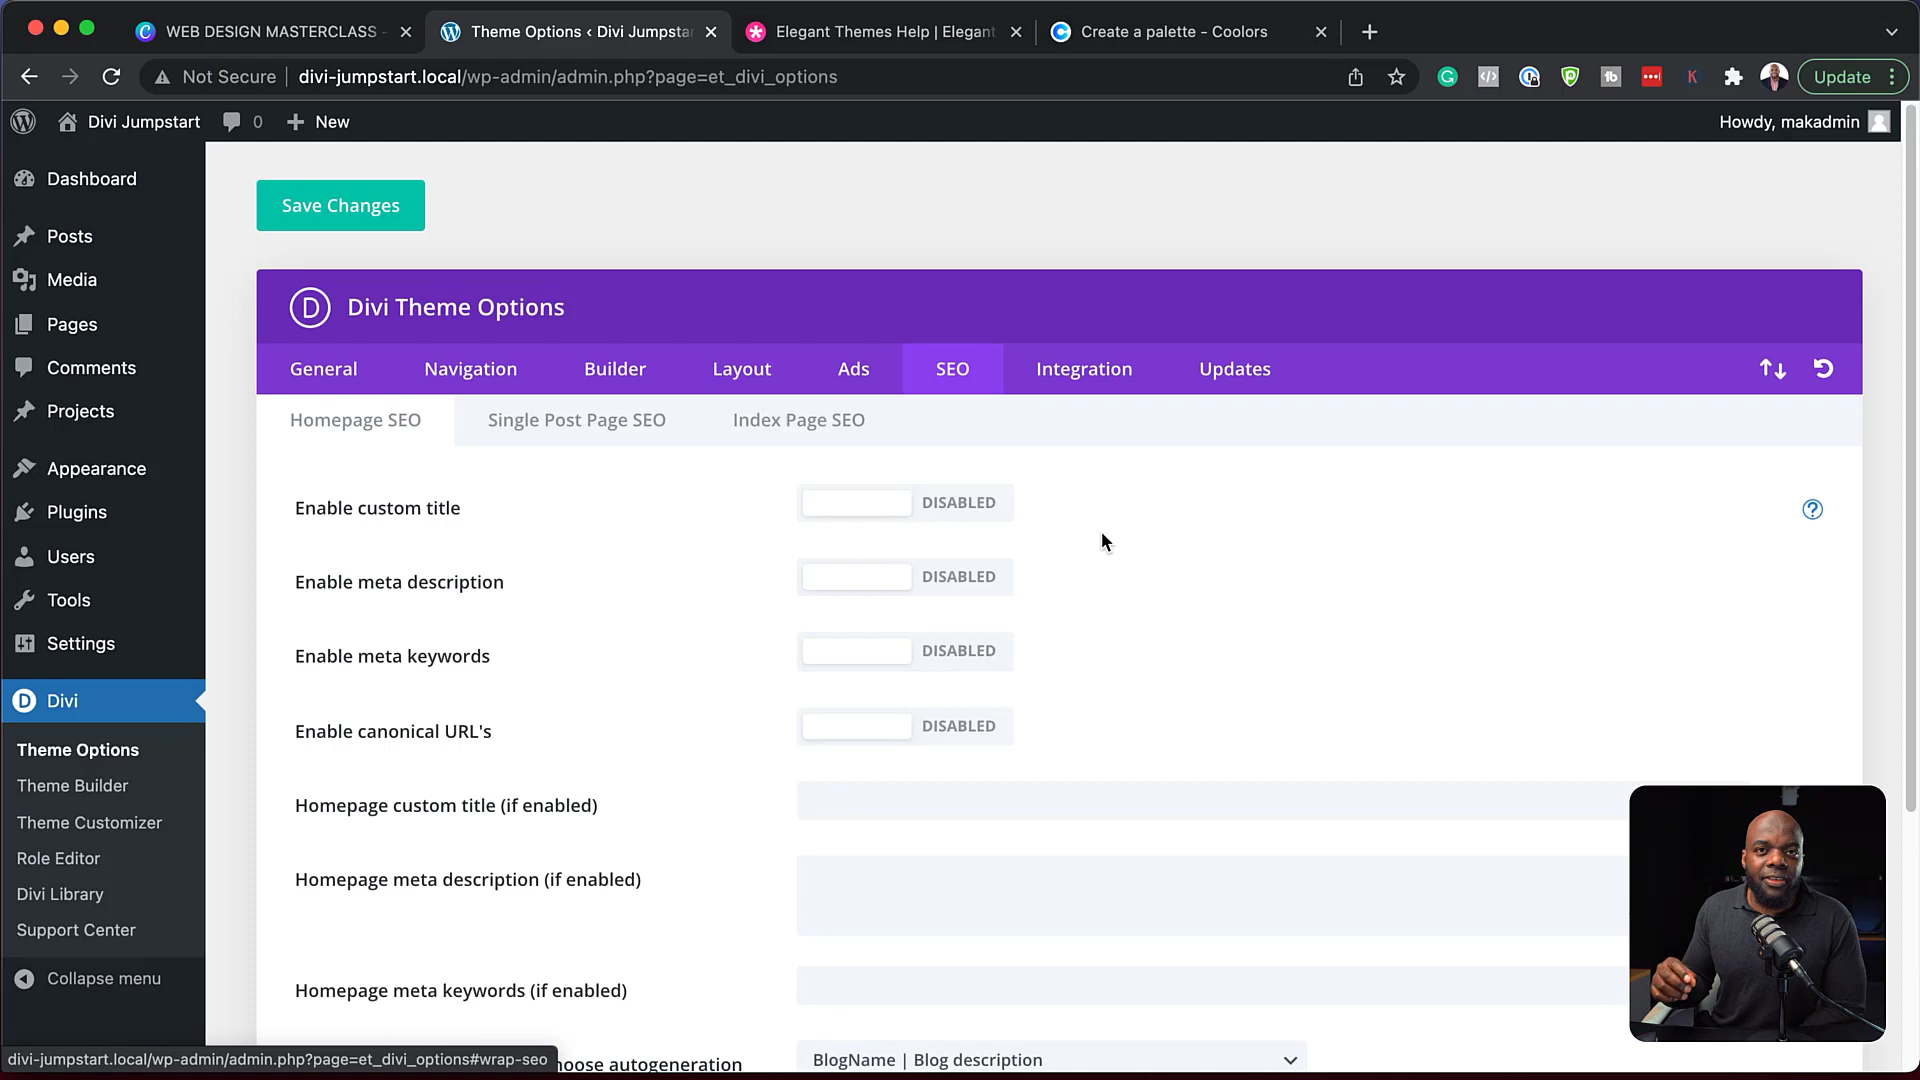 WEB DESIGN MASTERCLASS -
Theme Options ‹ Divi Jumpsta
Elegant Themes Help | Elegant
Create a palette - Coolors
Not Secure
divi-jumpstart.local/wp-admin/admin.php?page=et_divi_options
Update
Divi Jumpstart
0
New
Howdy, makadmin
Dashboard
Posts
Media
Pages
Comments
Projects
Appearance
Plugins
Users
Tools
Settings
Divi
Theme Options
Theme Builder
Theme Customizer
Role Editor
Divi Library
Support Center
Collapse menu
Save Changes
D Divi Theme Options
General Navigation Builder Layout Ads SEO Integration Updates
Homepage SEO Single Post Page SEO Index Page SEO
Enable custom title DISABLED
Enable meta description DISABLED
Enable meta keywords DISABLED
Enable canonical URL's DISABLED
Homepage custom title (if enabled)
Homepage meta description (if enabled)
Homepage meta keywords (if enabled)
hoose autogeneration BlogName | Blog description
divi-jumpstart.local/wp-admin/admin.php?page=et_divi_options#wrap-seo